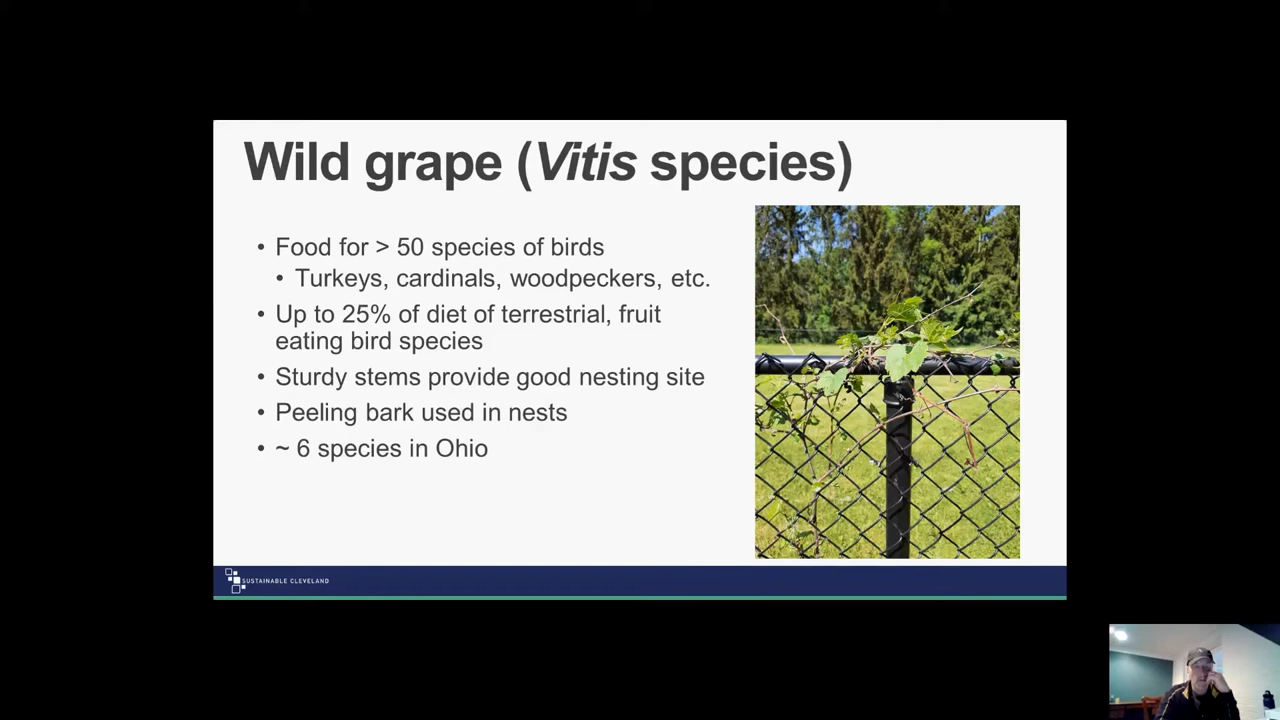 Wild grape (Vitis species)
• Food for > 50 species of birds
• Turkeys, cardinals, woodpeckers, etc.
• Up to 25% of diet of terrestrial, fruit
eating bird species
• Sturdy stems provide good nesting site
• Peeling bark used in nests
• ~ 6 species in Ohio
SUSTAINABLE CLEVELAND